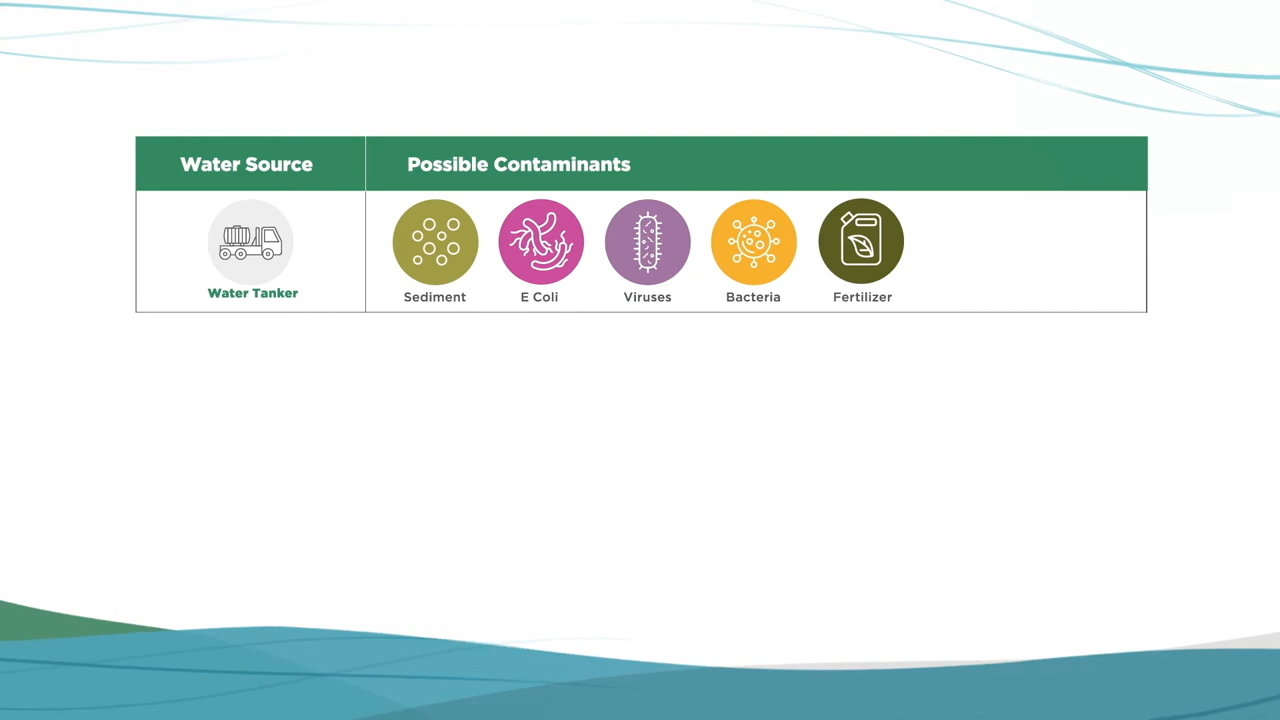 Water Source
Possible Contaminants
Water Tanker
Sediment
E Coli
Viruses
Bacteria
Fertilizer